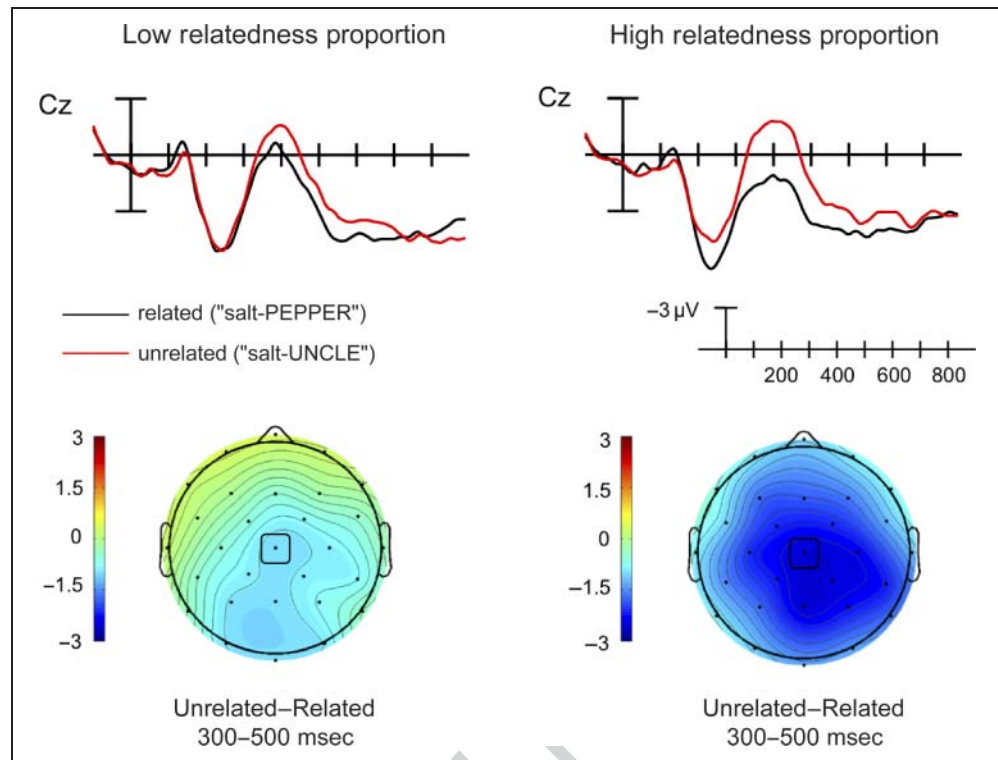 Low relatedness proportion
High relatedness proportion
Cz
Cz
related ("salt-PEPPER")
unrelated ("salt-UNCLE")
−3 µV
200 400 600 800
3
1.5
0
−1.5
−3
3
1.5
0
−1.5
−3
Unrelated–Related
300–500 msec
Unrelated–Related
300–500 msec